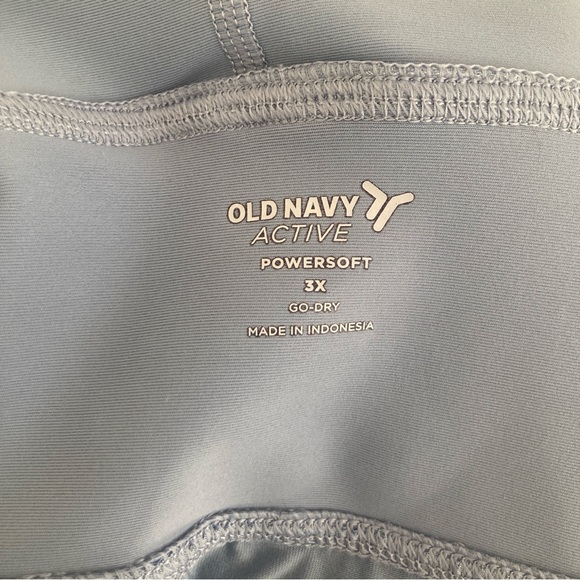 OLD NAVY
ACTIVE
POWERSOFT
3X
GO-DRY
MADE IN INDONESIA